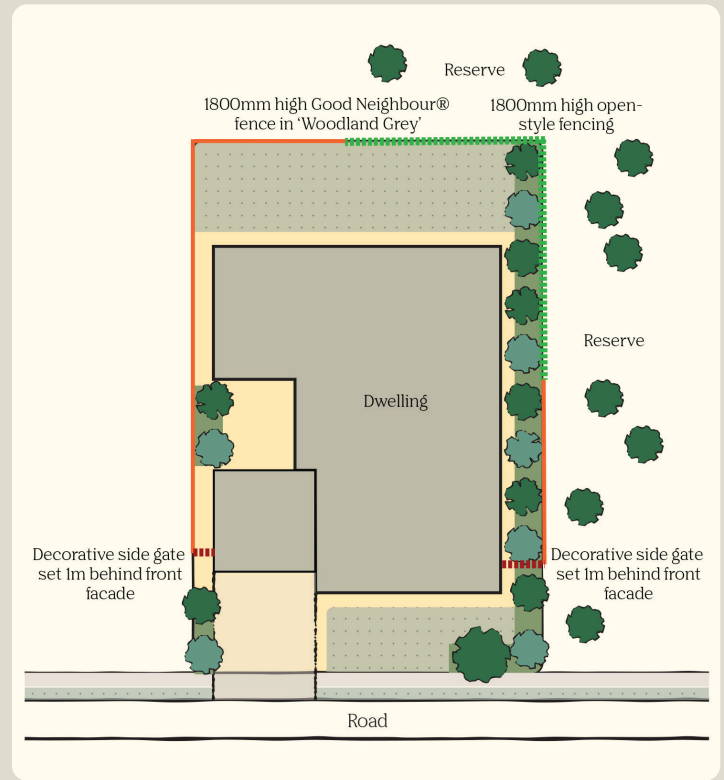 Reserve
1800mm high Good Neighbour®
fence in ‘Woodland Grey’
1800mm high open-
style fencing
Reserve
Dwelling
Decorative side gate
set 1m behind front
facade
Decorative side gate
set 1m behind front
facade
Road